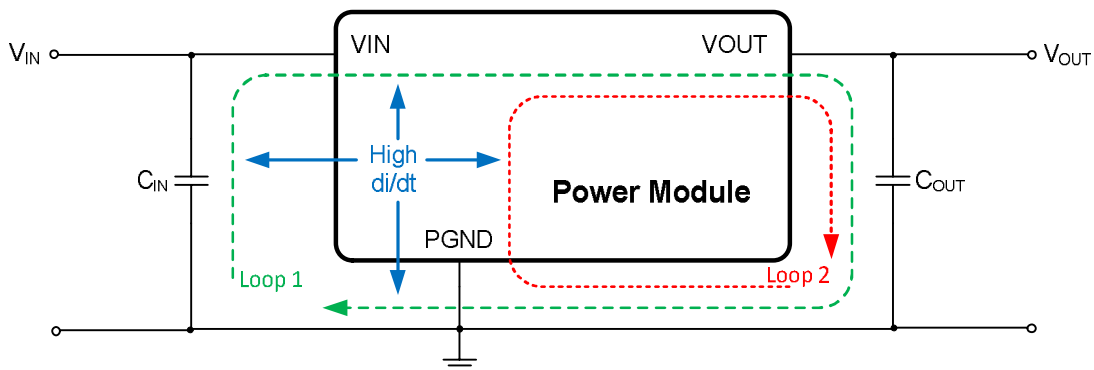 VIN
VIN
VOUT
VOUT
High
di/dt
CIN
Power Module
COUT
PGND
Loop 1
Loop 2